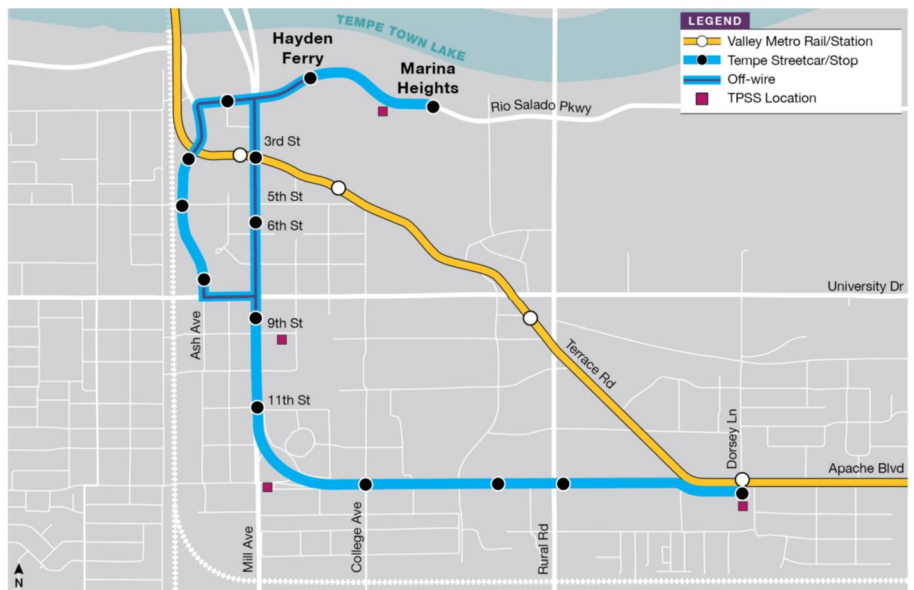 TEMPE TOWN LAKE
LEGEND
Valley Metro Rail/Station
Tempe Streetcar/Stop
Off-wire
TPSS Location
Hayden
Ferry
Marina
Heights
Rio Salado Pkwy
3rd St
5th St
6th St
University Dr
Ash Ave
9th St
Terrace Rd
11th St
Dorsey Ln
Apache Blvd
Mill Ave
College Ave
Rural Rd
N